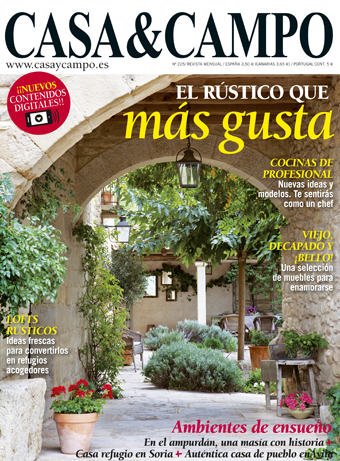 CASA&CAMPO
www.casaycampo.es
Nº 225/ REVISTA MENSUAL / ESPAÑA 3,50 € (CANARIAS 3,65 €) / PORTUGAL CONT. 5 €
¡¡NUEVOS
CONTENIDOS
DIGITALES!!
EL RÚSTICO QUE
más gusta
COCINAS DE
PROFESIONAL
Nuevas ideas y
modelos. Te sentirás
como un chef
VIEJO,
DECAPADO Y
¡BELLO!
Una selección
de muebles para
enamorarse
LOFTS
RÚSTICOS
Ideas frescas
para convertirlos
en refugios
acogedores
Ambientes de ensueño
En el ampurdán, una masía con historia +
Casa refugio en Soria + Auténtica casa de pueblo en Ávila